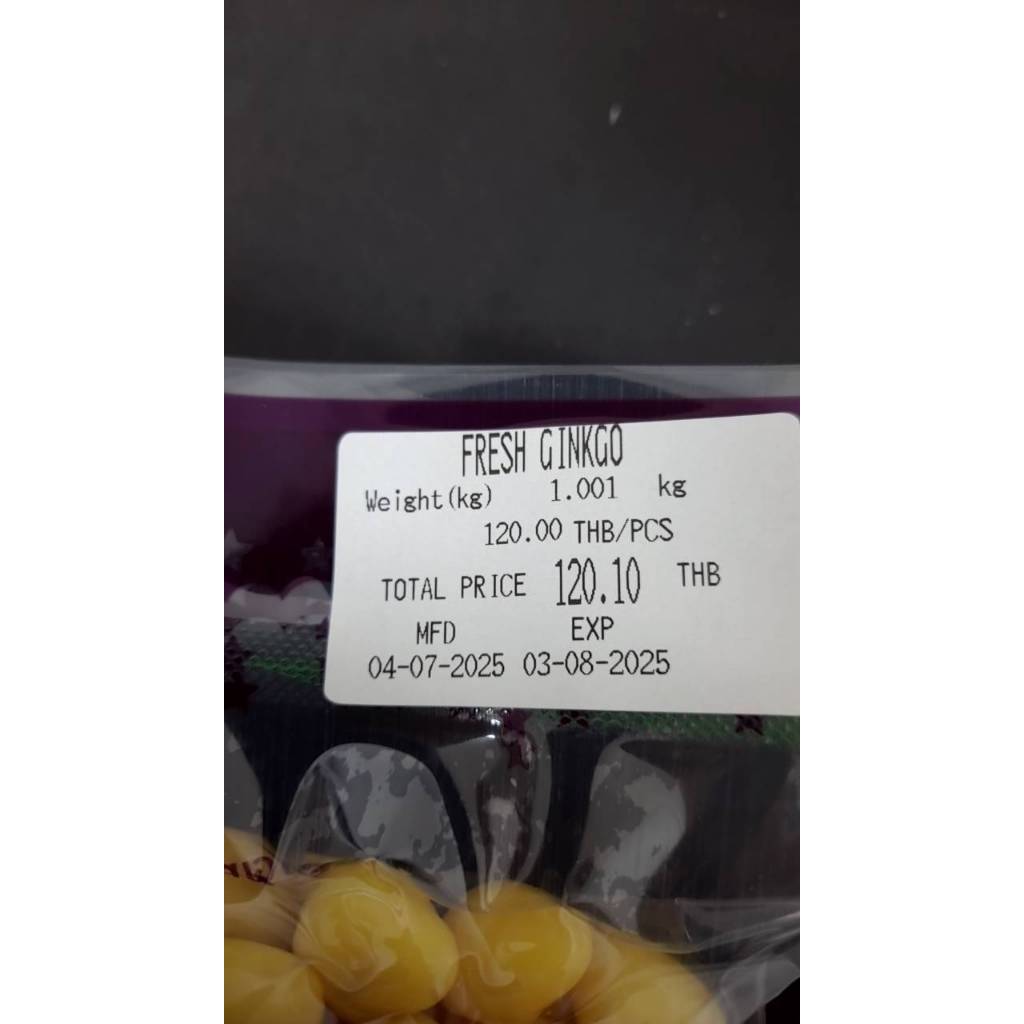 FRESH GINKGO
Weight(kg) 1.001 kg
120.00 THB/PCS
TOTAL PRICE 120.10 THB
MFD EXP
04-07-2025 03-08-2025